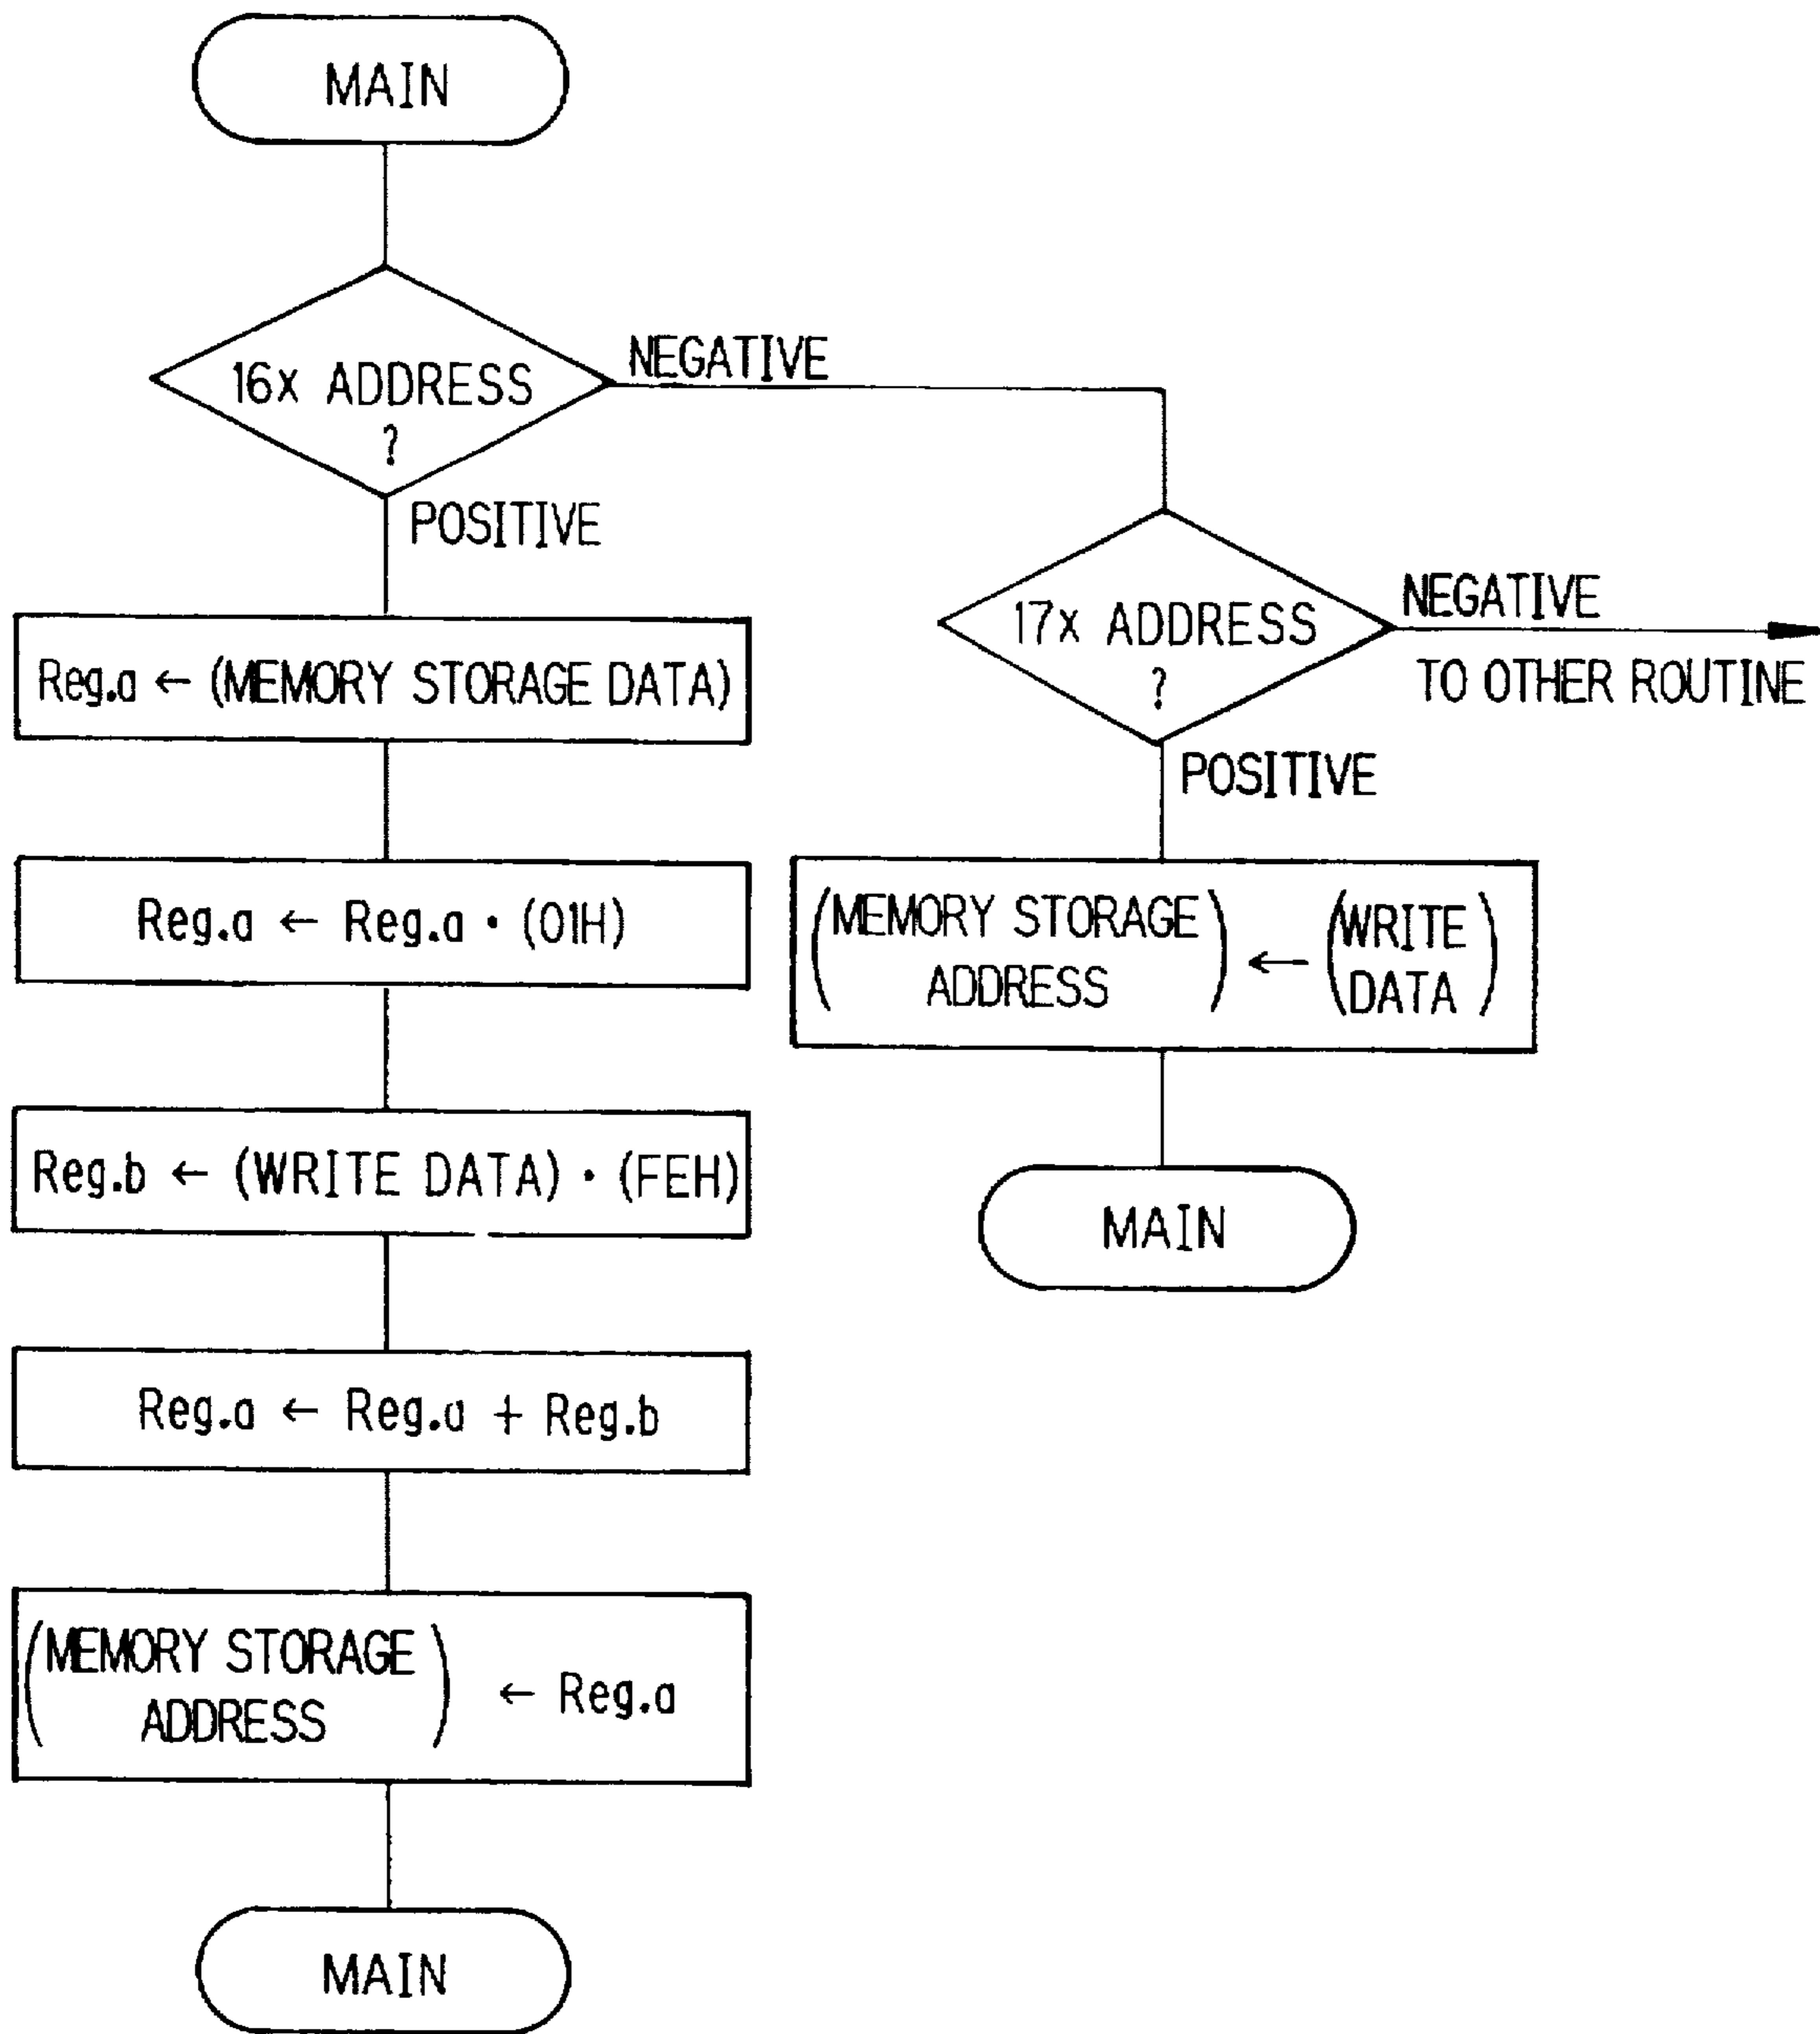 MAIN
16x ADDRESS
?
NEGATIVE
POSITIVE
Reg.a ← (MEMORY STORAGE DATA)
Reg.a ← Reg.a · (01H)
Reg.b ← (WRITE DATA) · (FEH)
Reg.a ← Reg.a + Reg.b
(MEMORY STORAGE
ADDRESS) ← Reg.a
MAIN
17x ADDRESS
?
NEGATIVE
TO OTHER ROUTINE
POSITIVE
(MEMORY STORAGE
ADDRESS) ← (WRITE
DATA)
MAIN